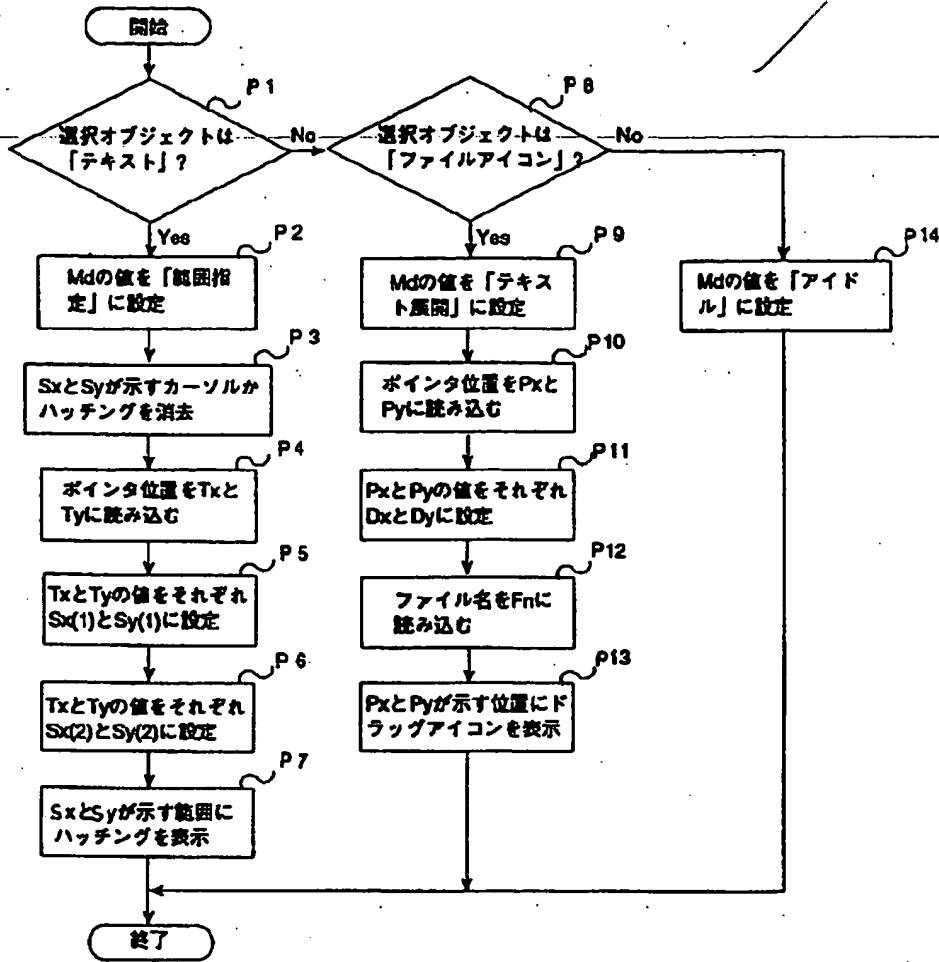 開始
P1
選択オブジェクトは
「テキスト」?
No
Yes
P2
Mdの値を「範囲指
定」に設定
P3
SxとSyが示すカーソルか
ハッチングを消去
P4
ポインタ位置をTxと
Tyに読み込む
P5
TxとTyの値をそれぞれ
Sx(1)とSy(1)に設定
P6
TxとTyの値をそれぞれ
Sx(2)とSy(2)に設定
P7
SxとSyが示す範囲に
ハッチングを表示
終了
P8
選択オブジェクトは
「ファイルアイコン」?
No
Yes
P9
Mdの値を「テキス
ト展開」に設定
P10
ポインタ位置をPxと
Pyに読み込む
P11
PxとPyの値をそれぞれ
DxとDyに設定
P12
ファイル名をFnに
読み込む
P13
PxとPyが示す位置にド
ラッグアイコンを表示
P14
Mdの値を「アイド
ル」に設定